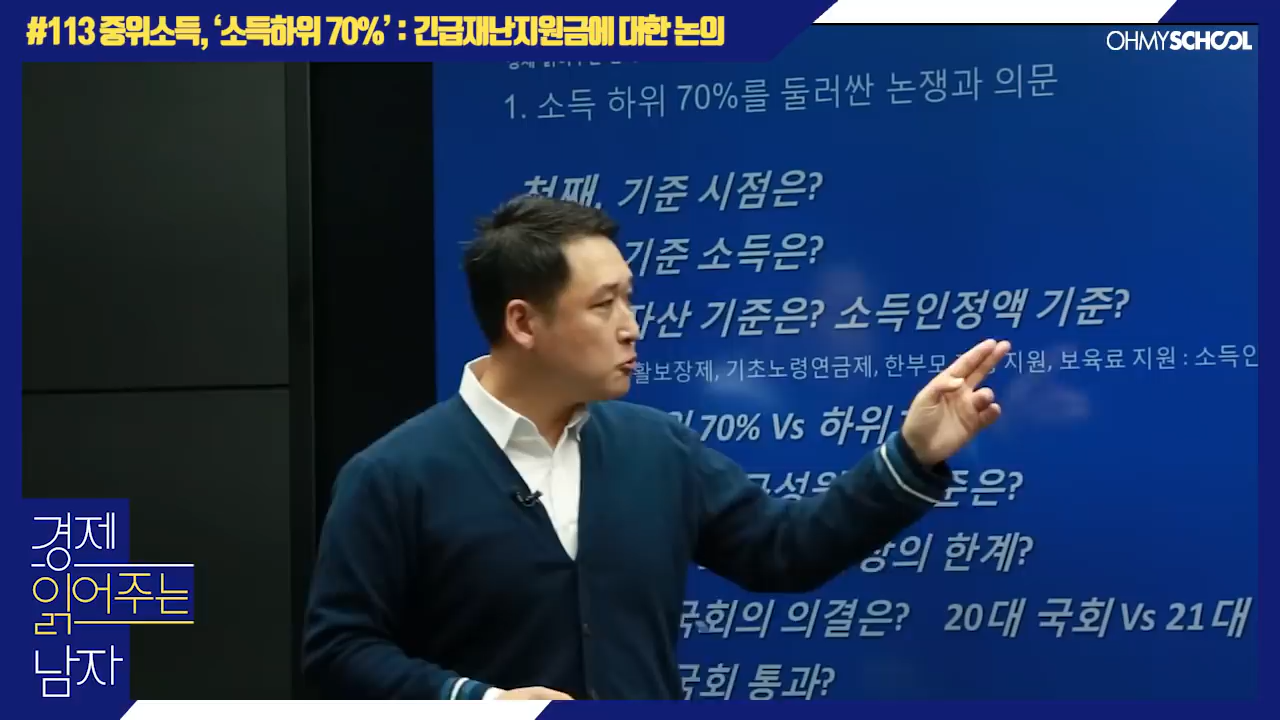 #113 중위소득, ‘소득하위 70%’ : 긴급재난지원금에 대한 논의
OHMYSCHOOL
1. 소득 하위 70%를 둘러싼 논쟁과 의문
첫째, 기준 시점은?
기준 소득은?
자산 기준은? 소득인정액 기준?
활보장제, 기초노령연금제, 한부모 지원, 보육료 지원 : 소득인
70% Vs 하위
준은?
의 한계?
국회의 의결은? 20대 국회 Vs 21대
국회 통과?
경제
읽어주는
남자